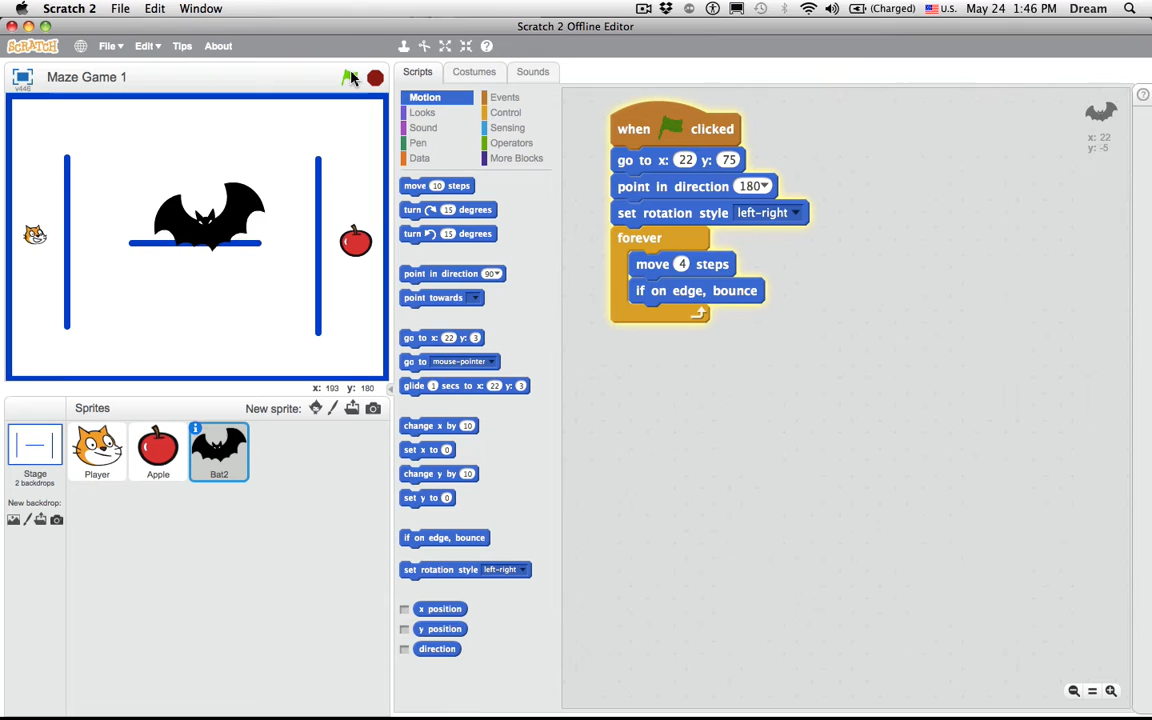 Scratch 2 File Edit Window (Charged) U.S. May 24 1:46 PM Dream
Scratch 2 Offline Editor
SCRATCH File Edit Tips About
v446 Maze Game 1
Scripts Costumes Sounds
Motion Events
Looks Control
Sound Sensing
Pen Operators
Data More Blocks
move 10 steps
turn 15 degrees
turn 15 degrees
point in direction 90
point towards
go to x: 22 y: 3
go to mouse-pointer
glide 1 secs to x: 22 y: 3
change x by 10
set x to 0
change y by 10
set y to 0
if on edge, bounce
set rotation style left-right
x position
y position
direction
when clicked
go to x: 22 y: 75
point in direction 180
set rotation style left-right
forever
move 4 steps
if on edge, bounce
x: 22
y: -5
x: 193 y: 180
Sprites New sprite:
Stage
2 backdrops
New backdrop:
Player
Apple
Bat2